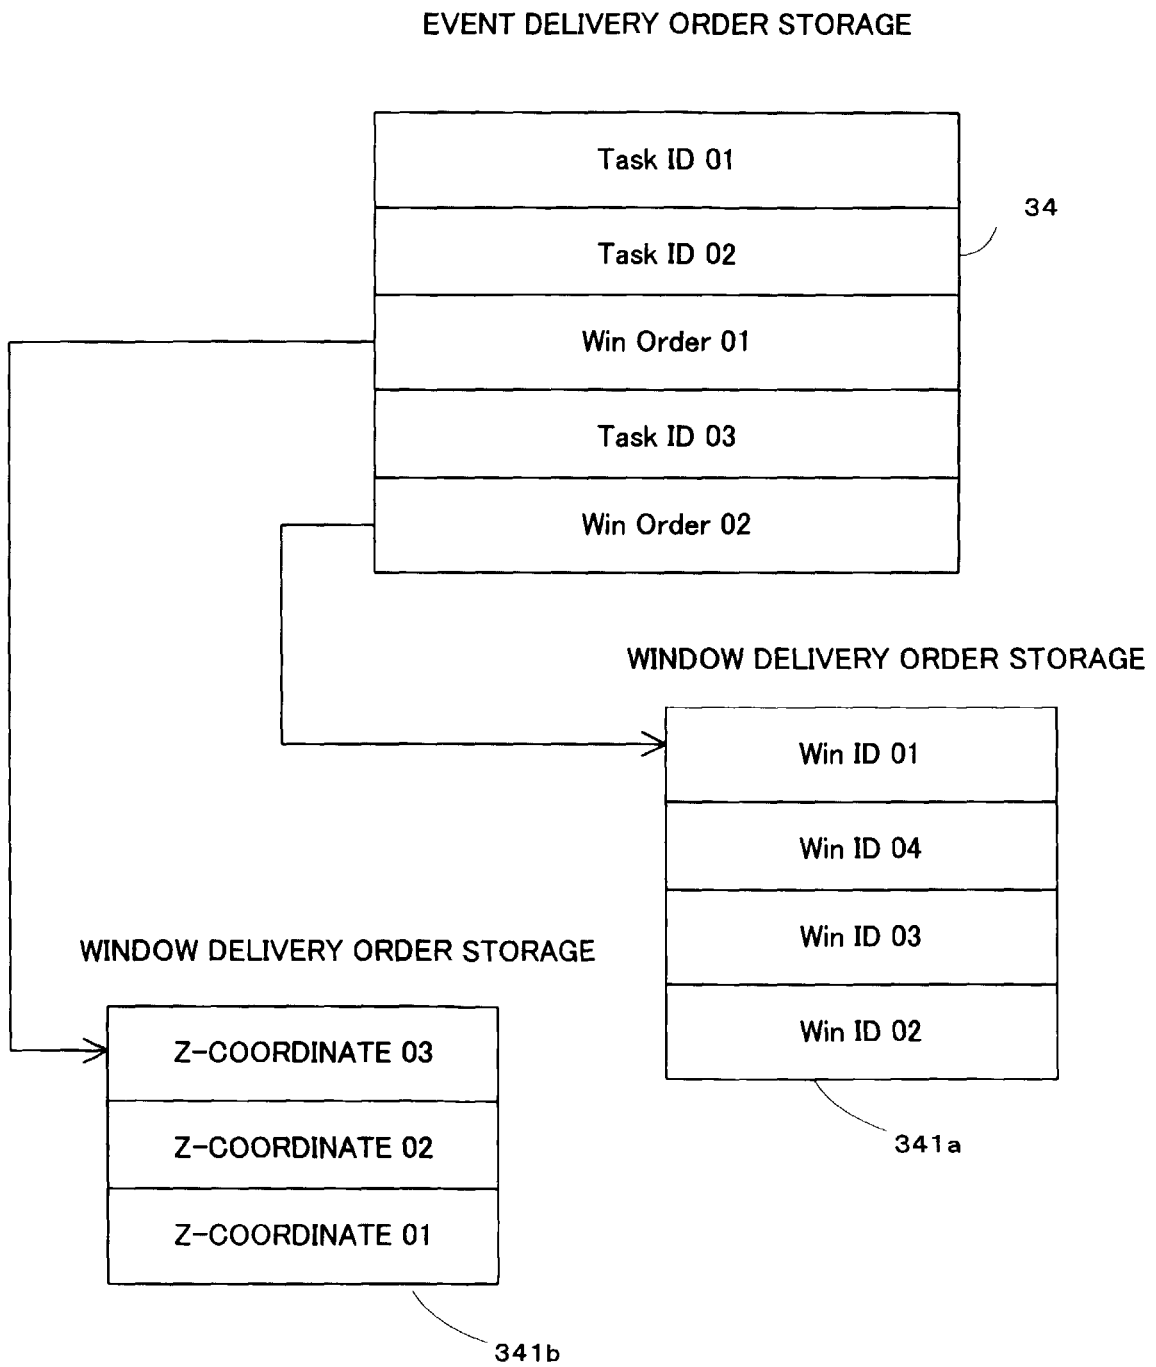 EVENT DELIVERY ORDER STORAGE
Task ID 01
34
Task ID 02
Win Order 01
Task ID 03
Win Order 02
WINDOW DELIVERY ORDER STORAGE
Win ID 01
Win ID 04
Win ID 03
Win ID 02
341a
WINDOW DELIVERY ORDER STORAGE
Z-COORDINATE 03
Z-COORDINATE 02
Z-COORDINATE 01
341b